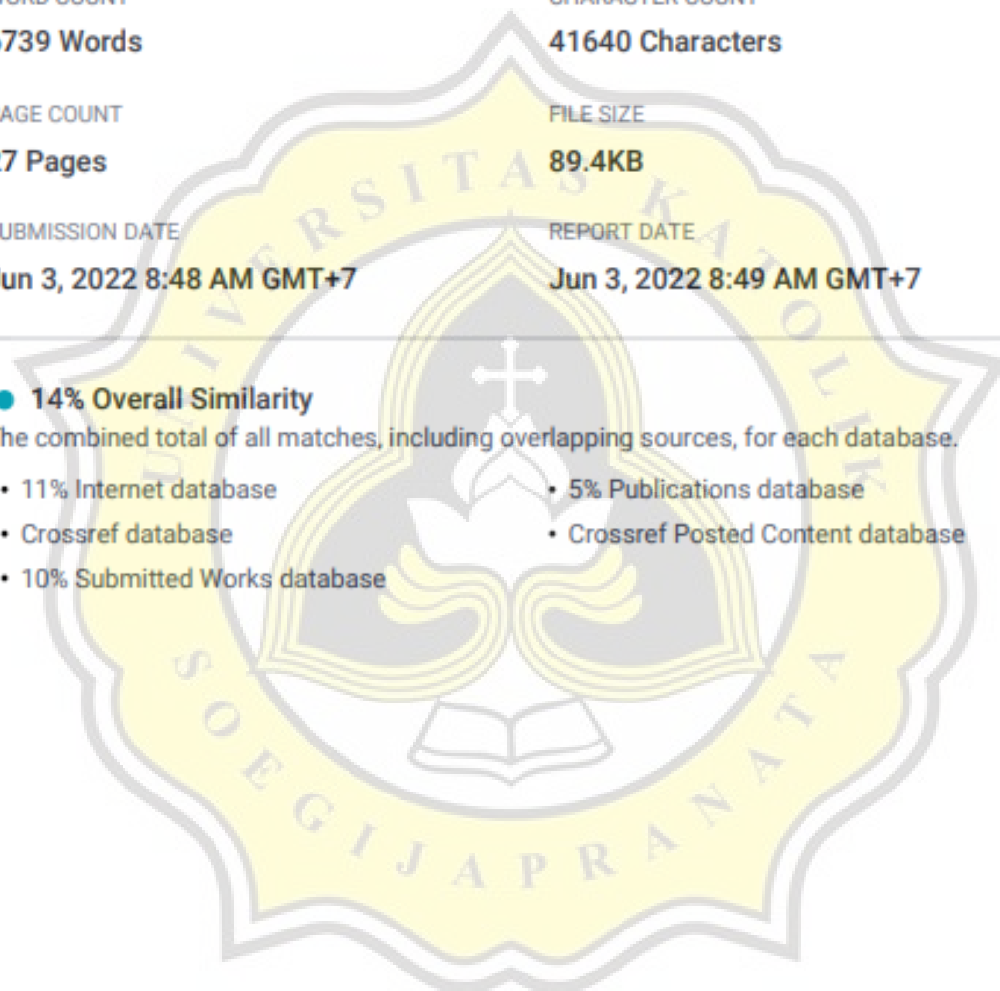 CHARACTER COUNT
739 Words
41640 Characters
AGE COUNT
FILE SIZE
7 Pages
89.4KB
UBMISSION DATE
REPORT DATE
un 3, 2022 8:48 AM GMT+7
Jun 3, 2022 8:49 AM GMT+7
14% Overall Similarity
he combined total of all matches, including overlapping sources, for each database.
• 11% Internet database
• 5% Publications database
• Crossref database
• Crossref Posted Content database
• 10% Submitted Works database
UNIVERSITAS KATOLIK
SOEGIJAPRANATA